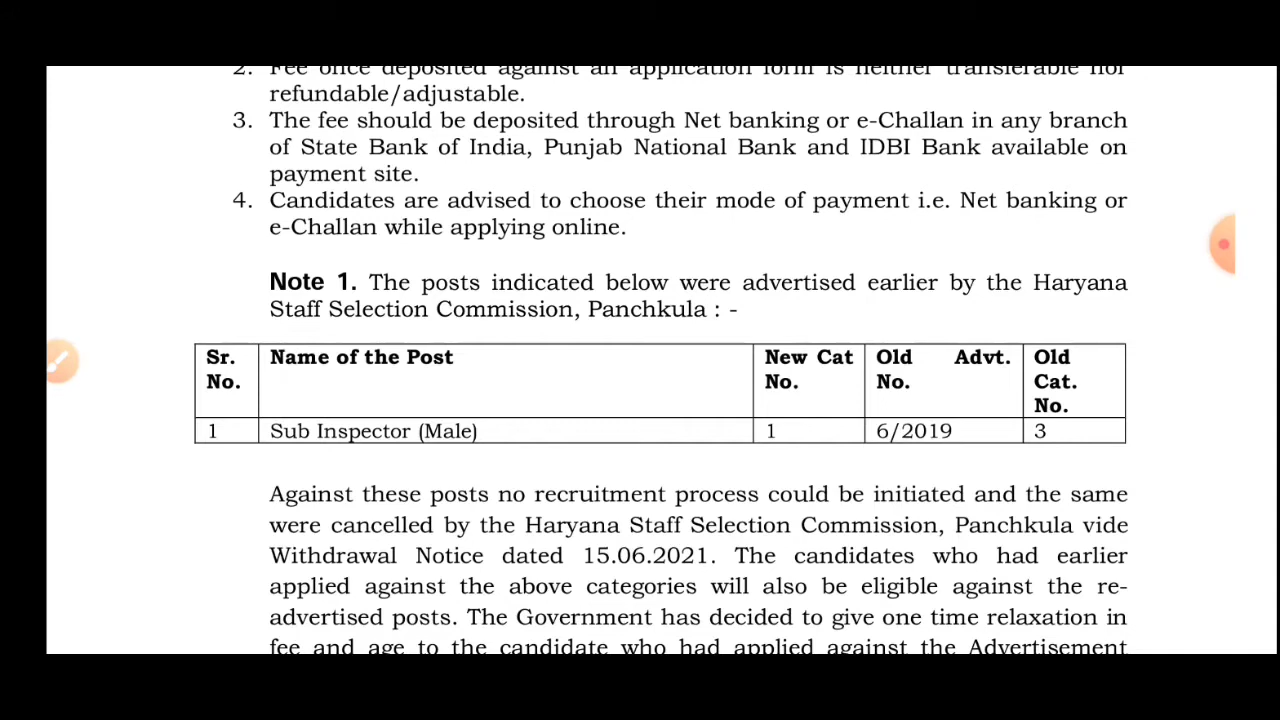 2. Fee once deposited against an application form is neither transferable nor
refundable/adjustable.
3. The fee should be deposited through Net banking or e-Challan in any branch
of State Bank of India, Punjab National Bank and IDBI Bank available on
payment site.
4. Candidates are advised to choose their mode of payment i.e. Net banking or
e-Challan while applying online.
Note 1. The posts indicated below were advertised earlier by the Haryana
Staff Selection Commission, Panchkula : -
Sr. No. Name of the Post New Cat No. Old Advt. No. Old Cat. No.
1 Sub Inspector (Male) 1 6/2019 3
Against these posts no recruitment process could be initiated and the same
were cancelled by the Haryana Staff Selection Commission, Panchkula vide
Withdrawal Notice dated 15.06.2021. The candidates who had earlier
applied against the above categories will also be eligible against the re-
advertised posts. The Government has decided to give one time relaxation in
fee and age to the candidate who had applied against the Advertisement